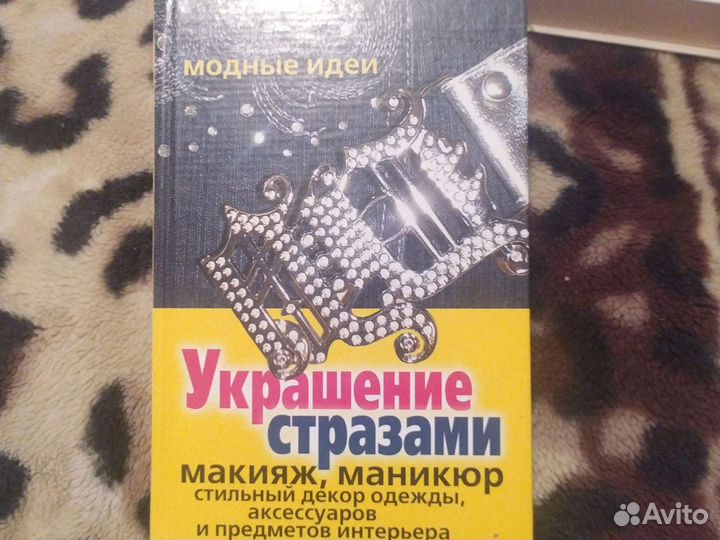 модные идеи
Украшение
стразами
макияж, маникюр
стильный декор одежды,
аксессуаров
и предметов интерьера
Avito